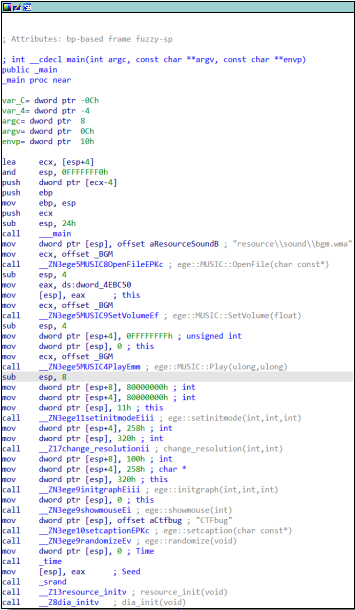 ; Attributes: bp-based frame fuzzy-sp
; int __cdecl main(int argc, const char **argv, const char **envp)
public _main
_main proc near
var_C= dword ptr -0Ch
var_4= dword ptr -4
argc= dword ptr  8
argv= dword ptr  0Ch
envp= dword ptr  10h
lea     ecx, [esp+4]
and     esp, 0FFFFFFF0h
push    dword ptr [ecx-4]
push    ebp
mov     ebp, esp
push    ecx
sub     esp, 24h
call    ___main
mov     dword ptr [esp], offset aResourceSoundB ; "resource\\sound\\bgm.wma"
mov     ecx, offset _BGM
call    __ZN3ege5MUSIC8OpenFileEPKc ; ege::MUSIC::OpenFile(char const*)
sub     esp, 4
mov     eax, ds:dword_4EBC50
mov     [esp], eax      ; this
mov     ecx, offset _BGM
call    __ZN3ege5MUSIC9SetVolumeEf ; ege::MUSIC::SetVolume(float)
sub     esp, 4
mov     dword ptr [esp+4], 0FFFFFFFFh ; unsigned int
mov     dword ptr [esp], 0 ; this
mov     ecx, offset _BGM
call    __ZN3ege5MUSIC4PlayEmm ; ege::MUSIC::Play(ulong,ulong)
sub     esp, 8
mov     dword ptr [esp+8], 80000000h ; int
mov     dword ptr [esp+4], 80000000h ; int
mov     dword ptr [esp], 11h ; this
call    __ZN3ege11setinitmodeEiii ; ege::setinitmode(int,int,int)
mov     dword ptr [esp+4], 258h ; int
mov     dword ptr [esp], 320h ; int
call    __Z17change_resolutionii ; change_resolution(int,int)
mov     dword ptr [esp+8], 100h ; int
mov     dword ptr [esp+4], 258h ; char *
mov     dword ptr [esp], 320h ; this
call    __ZN3ege9initgraphEiii ; ege::initgraph(int,int,int)
mov     dword ptr [esp], 0 ; this
call    __ZN3ege9showmouseEi ; ege::showmouse(int)
mov     dword ptr [esp], offset aCtfbug ; "CTFbug"
call    __ZN3ege10setcaptionEPKc ; ege::setcaption(char const*)
call    __ZN3ege9randomizeEv ; ege::randomize(void)
mov     dword ptr [esp], 0 ; Time
call    _time
mov     [esp], eax      ; Seed
call    _srand
call    __Z13resource_initv ; resource_init(void)
call    __Z8dia_initv   ; dia_init(void)